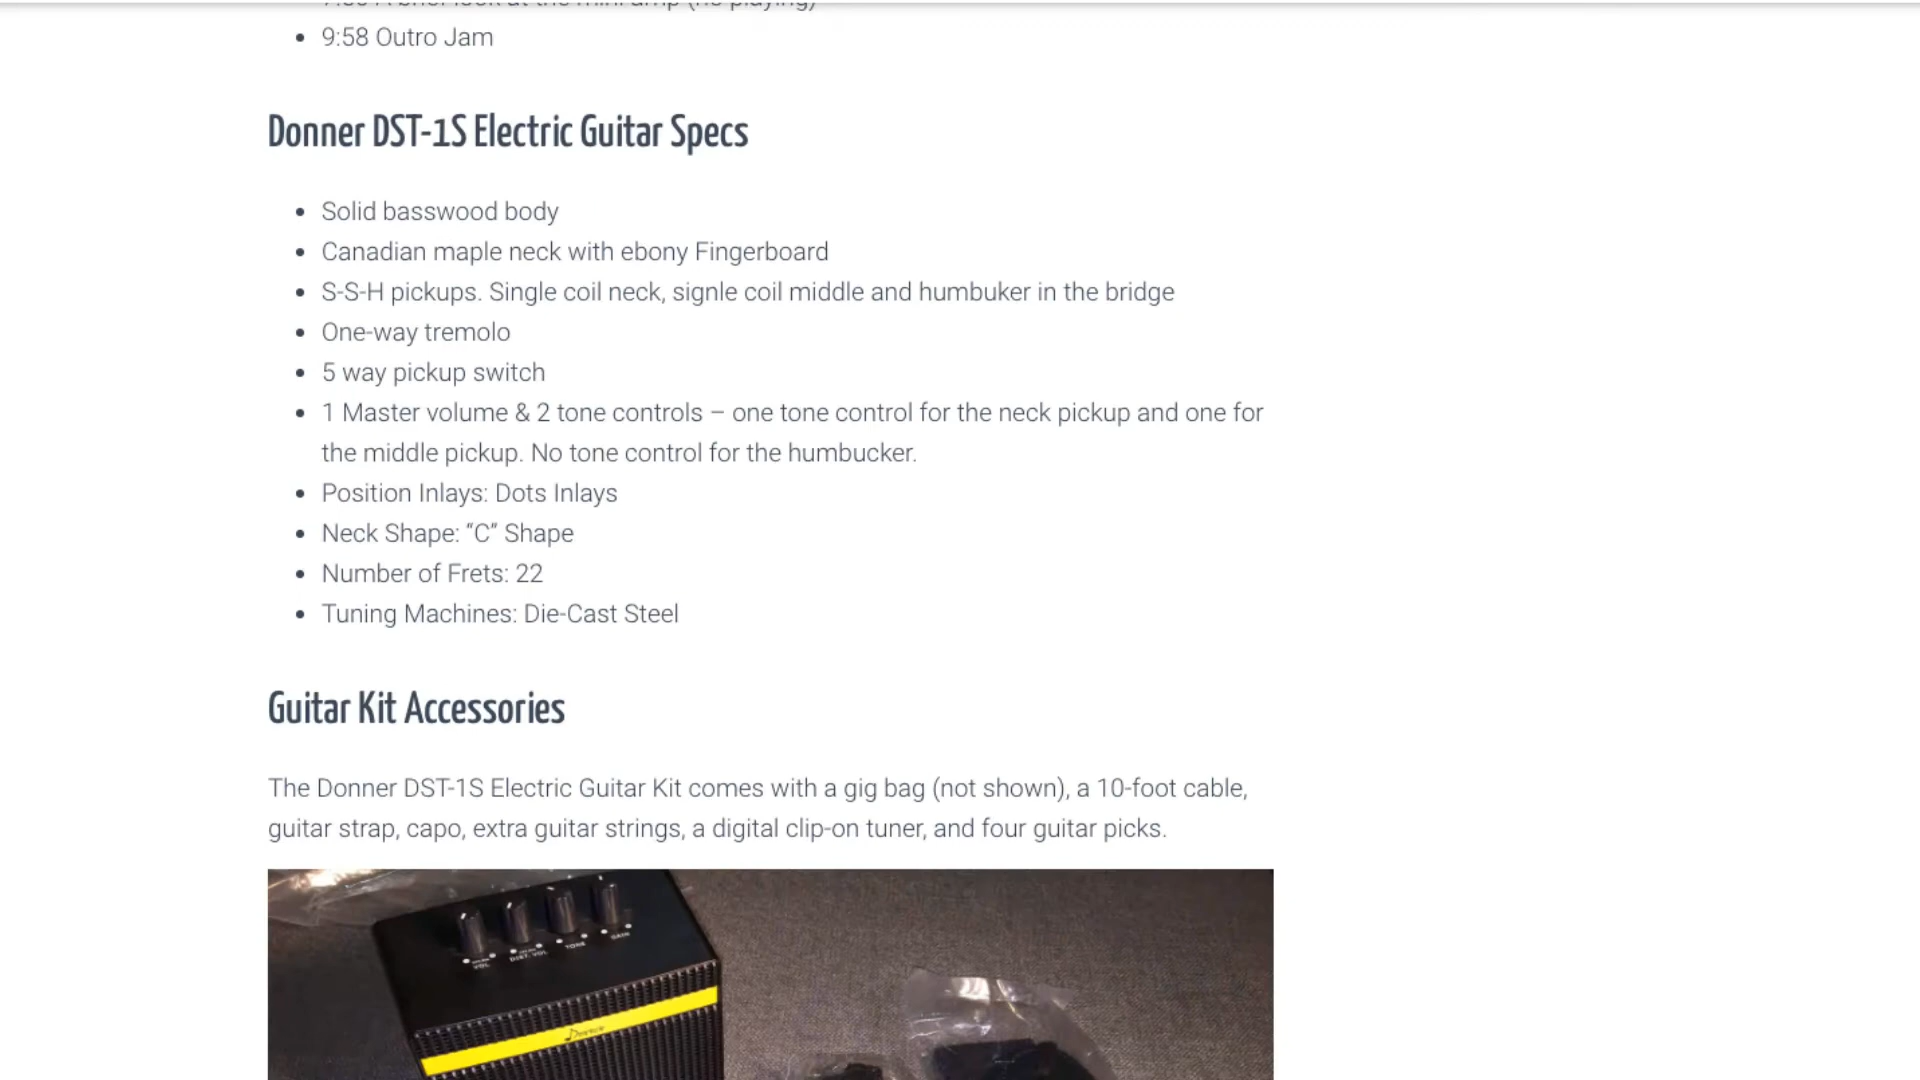 9:58 Outro Jam
Donner DST-1S Electric Guitar Specs
Solid basswood body
Canadian maple neck with ebony Fingerboard
S-S-H pickups. Single coil neck, signle coil middle and humbuker in the bridge
One-way tremolo
5 way pickup switch
1 Master volume & 2 tone controls – one tone control for the neck pickup and one for
the middle pickup. No tone control for the humbucker.
Position Inlays: Dots Inlays
Neck Shape: “C” Shape
Number of Frets: 22
Tuning Machines: Die-Cast Steel
Guitar Kit Accessories
The Donner DST-1S Electric Guitar Kit comes with a gig bag (not shown), a 10-foot cable,
guitar strap, capo, extra guitar strings, a digital clip-on tuner, and four guitar picks.
VOL DIST. VOL TONE GAIN
Donner